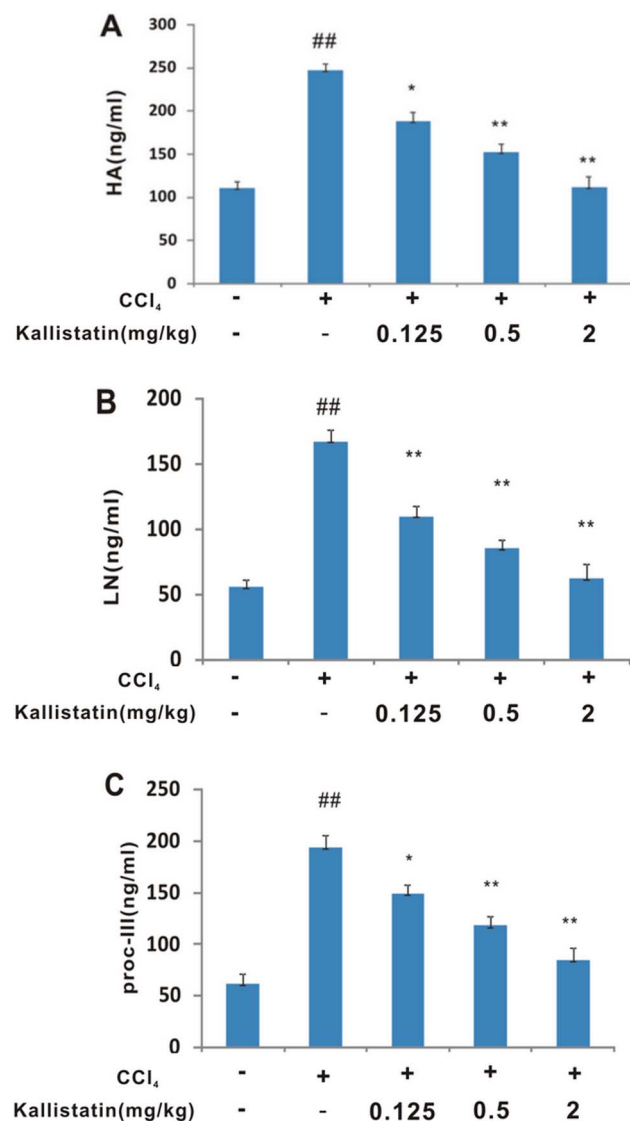 A
HA(ng/ml)
300
250
200
150
100
50
0
##
*
**
**
CCl₄ - + + + +
Kallistatin(mg/kg) - - 0.125 0.5 2
B
LN(ng/ml)
200
150
100
50
0
##
**
**
**
CCl₄ - + + + +
Kallistatin(mg/kg) - - 0.125 0.5 2
C
proc-III(ng/ml)
250
200
150
100
50
0
##
*
**
**
CCl₄ - + + + +
Kallistatin(mg/kg) - - 0.125 0.5 2